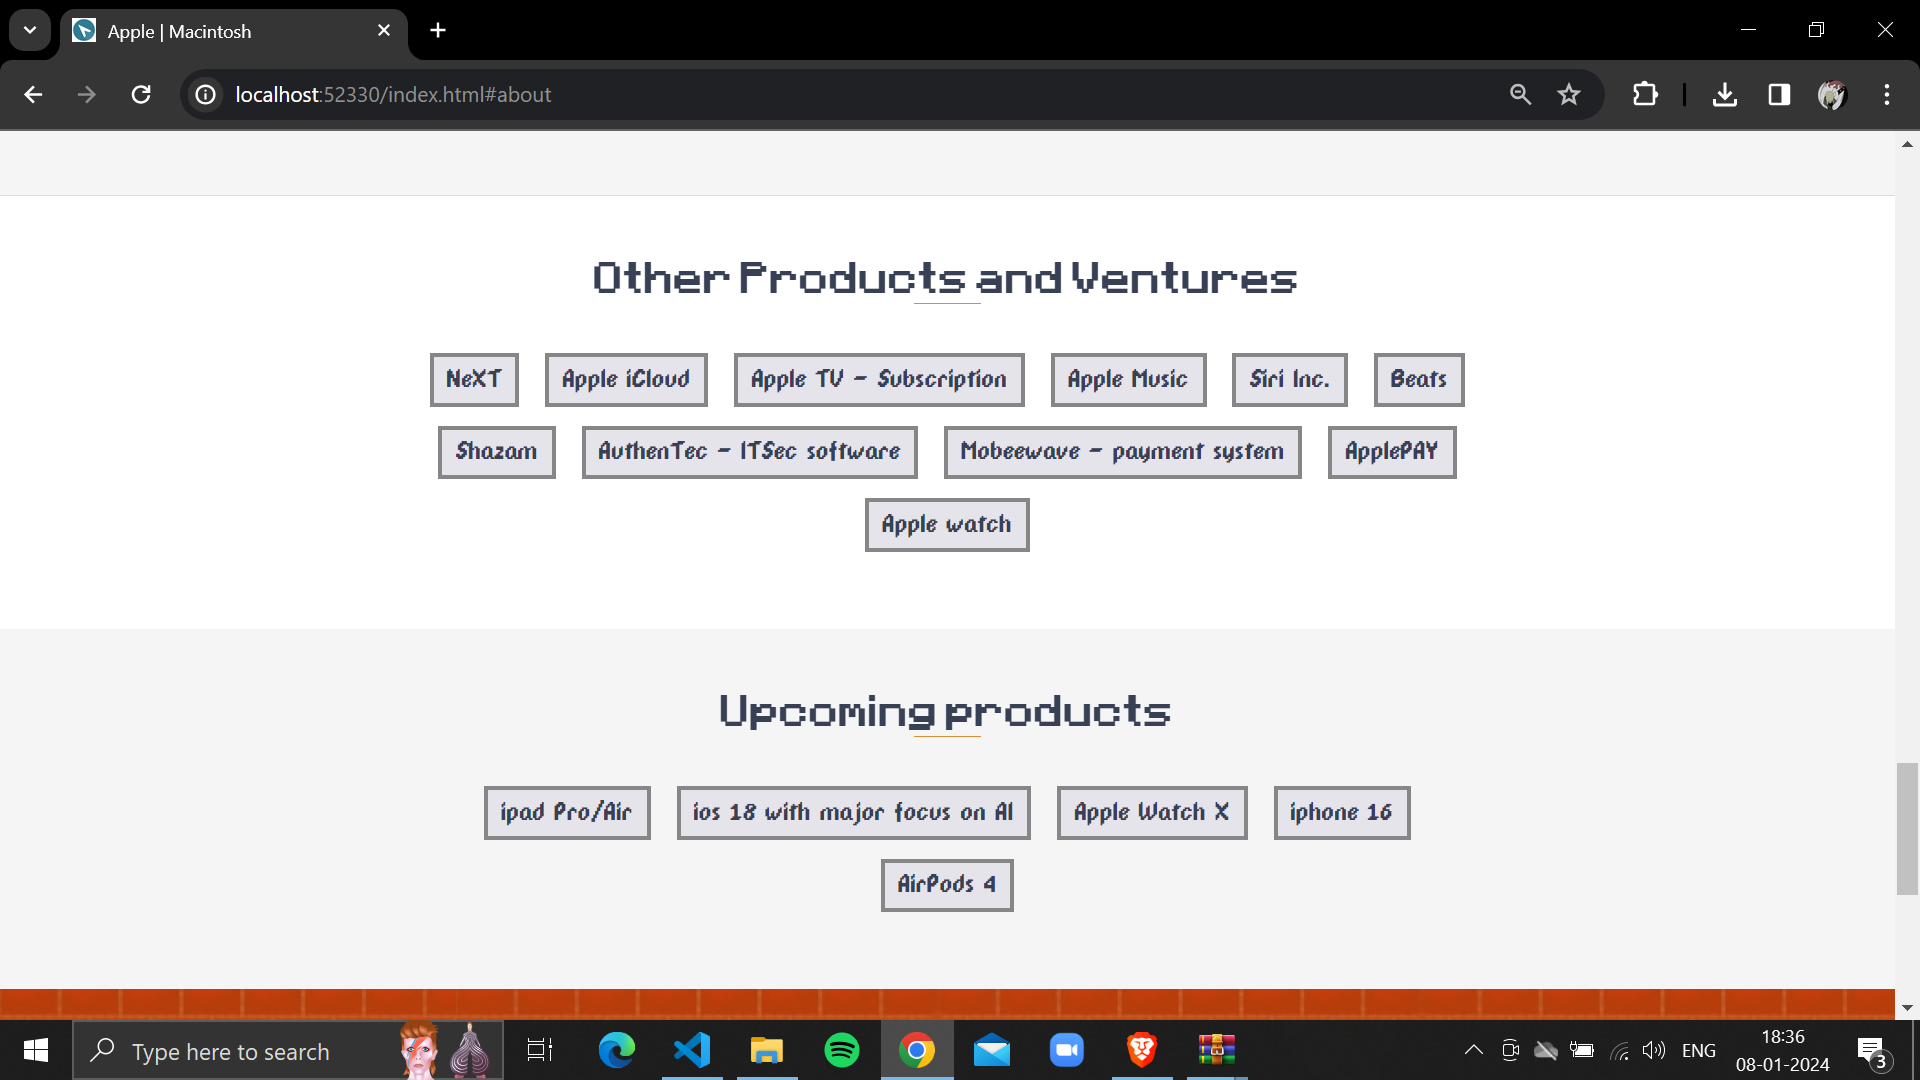 Apple | Macintosh
localhost:52330/index.html#about
Other Products and Ventures
NeXT Apple iCloud Apple TV - Subscription Apple Music Siri Inc. Beats
Shazam AuthenTec - ITSec software Mobeewave - payment system ApplePAY
Apple watch
Upcoming products
ipad Pro/Air ios 18 with major focus on AI Apple Watch X iphone 16
AirPods 4
Type here to search
ENG
18:36
08-01-2024
3